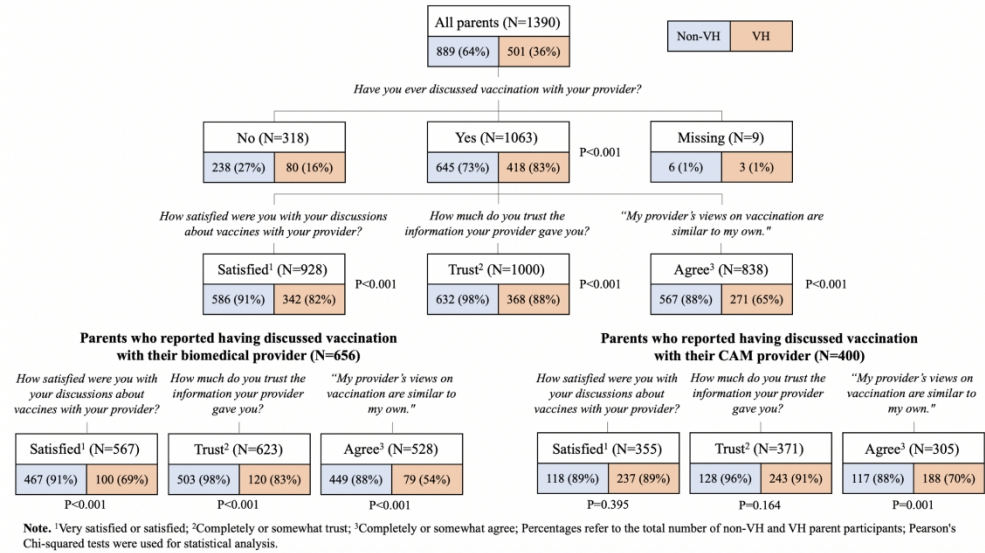 All parents (N=1390)
889 (64%) 501 (36%)
Non-VH VH
Have you ever discussed vaccination with your provider?
No (N=318)
238 (27%) 80 (16%)
Yes (N=1063)
645 (73%) 418 (83%)
P<0.001
Missing (N=9)
6 (1%) 3 (1%)
How satisfied were you with your discussions
about vaccines with your provider?
Satisfied¹ (N=928)
586 (91%) 342 (82%)
P<0.001
How much do you trust the
information your provider gave you?
Trust² (N=1000)
632 (98%) 368 (88%)
P<0.001
“My provider’s views on vaccination are
similar to my own."
Agree³ (N=838)
567 (88%) 271 (65%)
P<0.001
Parents who reported having discussed vaccination
with their biomedical provider (N=656)
How satisfied were you with
your discussions about
vaccines with your provider?
Satisfied¹ (N=567)
467 (91%) 100 (69%)
P<0.001
How much do you trust the
information your provider
gave you?
Trust² (N=623)
503 (98%) 120 (83%)
P<0.001
"My provider’s views on
vaccination are similar to
my own."
Agree³ (N=528)
449 (88%) 79 (54%)
P<0.001
Parents who reported having discussed vaccination
with their CAM provider (N=400)
How satisfied were you with
your discussions about
vaccines with your provider?
Satisfied¹ (N=355)
118 (89%) 237 (89%)
P=0.395
How much do you trust the
information your provider
gave you?
Trust² (N=371)
128 (96%) 243 (91%)
P=0.164
"My provider’s views on
vaccination are similar to
my own."
Agree³ (N=305)
117 (88%) 188 (70%)
P=0.001
Note. ¹Very satisfied or satisfied; ²Completely or somewhat trust; ³Completely or somewhat agree; Percentages refer to the total number of non-VH and VH parent participants; Pearson's
Chi-squared tests were used for statistical analysis.